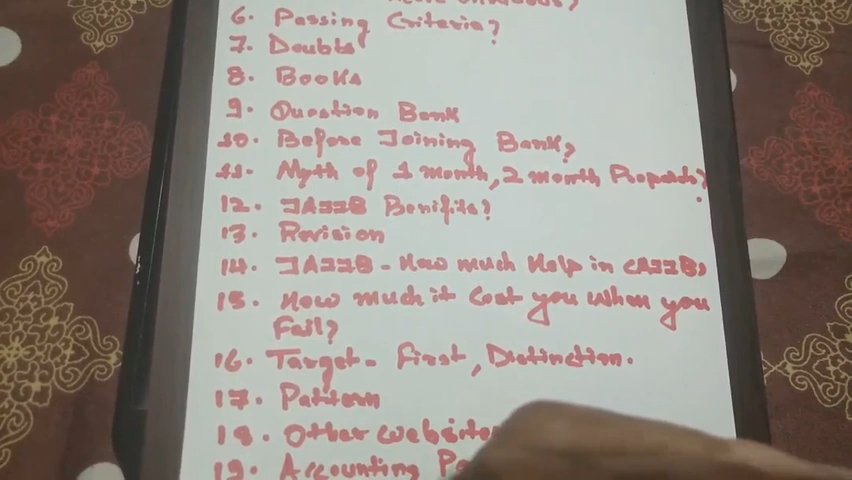 6. Passing Criteria?
7. Doubts
8. Books
9. Question Bank
10. Before Joining Bank?
11. Myth of 1 month, 2 month
12. JAIIB Benifits?
13. Revision
14. JAIIB - How much Help in CAIIB?
15. How much it Cost you When you
Fail?
16. Target - First, Distinction.
17. Pattern
18. Other Websites
19. Accounting